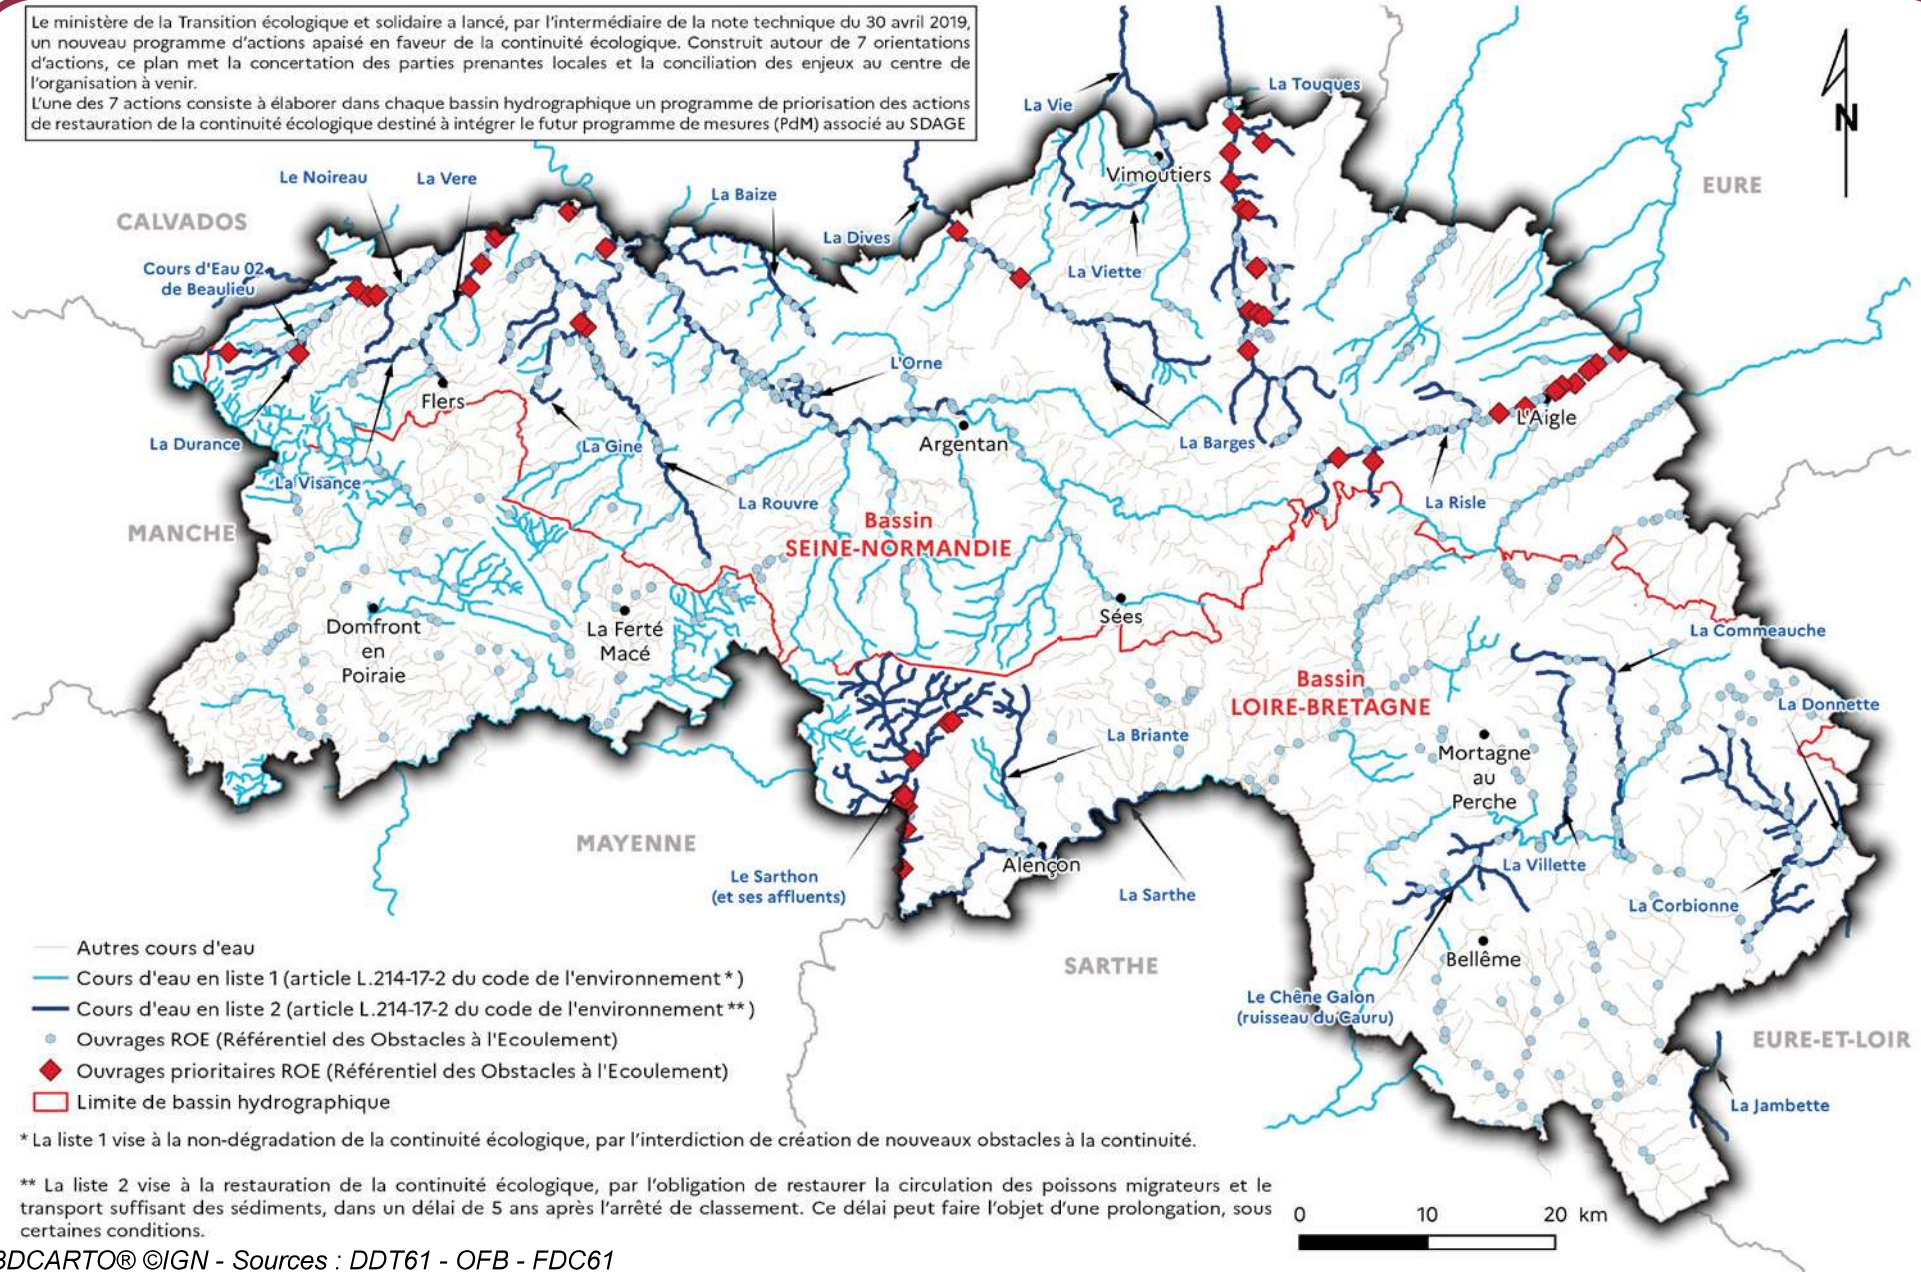 Le ministère de la Transition écologique et solidaire a lancé, par l'intermédiaire de la note technique du 30 avril 2019,
un nouveau programme d'actions apaisé en faveur de la continuité écologique. Construit autour de 7 orientations
d'actions, ce plan met la concertation des parties prenantes locales et la conciliation des enjeux au centre de
l'organisation à venir.
L'une des 7 actions consiste à élaborer dans chaque bassin hydrographique un programme de priorisation des actions
de restauration de la continuité écologique destiné à intégrer le futur programme de mesures (PdM) associé au SDAGE
La Touques
La Vie
N
Le Noireau
La Vere
La Baize
Vimoutiers
EURE
CALVADOS
La Dives
Cours d'Eau 02
de Beaulieu
La Viette
L'Orne
Flers
L'Aigle
La Durance
La Gine
Argentan
La Barges
La Visance
La Rouvre
La Risle
MANCHE
Bassin
SEINE-NORMANDIE
Domfront
en
Poiraie
La Ferté
Macé
Sées
La Commeauche
Bassin
LOIRE-BRETAGNE
La Donnette
La Briante
Mortagne
au
Perche
MAYENNE
Alençon
La Villette
Le Sarthon
(et ses affluents)
La Sarthe
La Corbionne
SARTHE
Bellême
Le Chêne Galon
(ruisseau du Cauru)
EURE-ET-LOIR
La Jambette
Autres cours d'eau
Cours d'eau en liste 1 (article L.214-17-2 du code de l'environnement *)
Cours d'eau en liste 2 (article L.214-17-2 du code de l'environnement **)
Ouvrages ROE (Référentiel des Obstacles à l'Ecoulement)
Ouvrages prioritaires ROE (Référentiel des Obstacles à l'Ecoulement)
Limite de bassin hydrographique
* La liste 1 vise à la non-dégradation de la continuité écologique, par l'interdiction de création de nouveaux obstacles à la continuité.
** La liste 2 vise à la restauration de la continuité écologique, par l'obligation de restaurer la circulation des poissons migrateurs et le
transport suffisant des sédiments, dans un délai de 5 ans après l'arrêté de classement. Ce délai peut faire l'objet d'une prolongation, sous
certaines conditions.
0 10 20 km
BDCARTO® ©IGN - Sources : DDT61 - OFB - FDC61